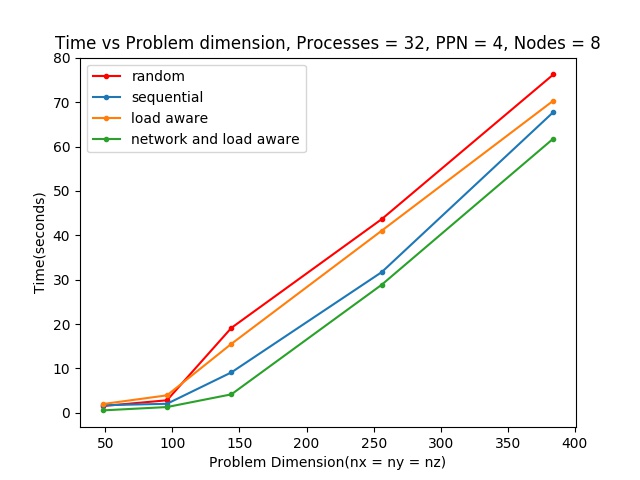 Time vs Problem dimension, Processes = 32, PPN = 4, Nodes = 8
random
sequential
load aware
network and load aware
Time(seconds)
80
70
60
50
40
30
20
10
0
50 100 150 200 250 300 350 400
Problem Dimension(nx = ny = nz)